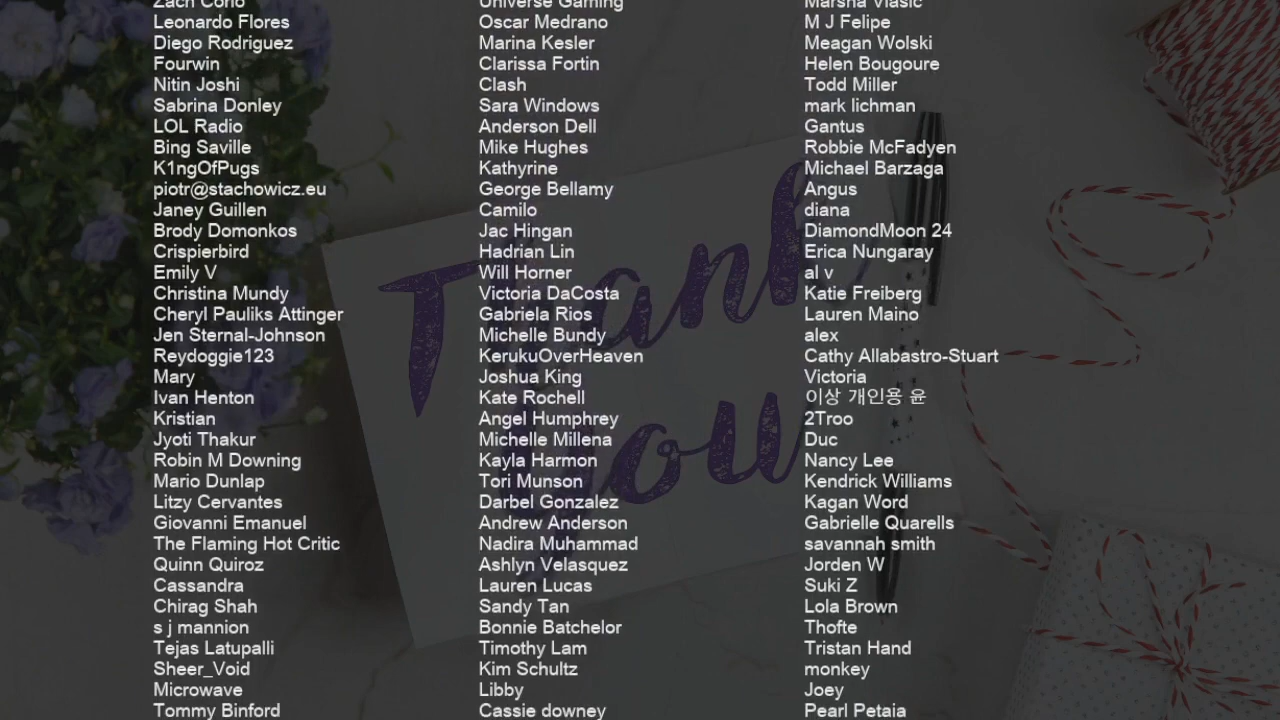 Zach Corio
Leonardo Flores
Diego Rodriguez
Fourwin
Nitin Joshi
Sabrina Donley
LOL Radio
Bing Saville
K1ngOfPugs
piotr@stachowicz.eu
Janey Guillen
Brody Domonkos
Crispierbird
Emily V
Christina Mundy
Cheryl Pauliks Attinger
Jen Sternal-Johnson
Reydoggie123
Mary
Ivan Henton
Kristian
Jyoti Thakur
Robin M Downing
Mario Dunlap
Litzy Cervantes
Giovanni Emanuel
The Flaming Hot Critic
Quinn Quiroz
Cassandra
Chirag Shah
s j mannion
Tejas Latupalli
Sheer_Void
Microwave
Tommy Binford
Universe Gaming
Oscar Medrano
Marina Kesler
Clarissa Fortin
Clash
Sara Windows
Anderson Dell
Mike Hughes
Kathyrine
George Bellamy
Camilo
Jac Hingan
Hadrian Lin
Will Horner
Victoria DaCosta
Gabriela Rios
Michelle Bundy
KerukuOverHeaven
Joshua King
Kate Rochell
Angel Humphrey
Michelle Millena
Kayla Harmon
Tori Munson
Darbel Gonzalez
Andrew Anderson
Nadira Muhammad
Ashlyn Velasquez
Lauren Lucas
Sandy Tan
Bonnie Batchelor
Timothy Lam
Kim Schultz
Libby
Cassie downey
Marsha Vlasic
M J Felipe
Meagan Wolski
Helen Bougoure
Todd Miller
mark lichman
Gantus
Robbie McFadyen
Michael Barzaga
Angus
diana
DiamondMoon 24
Erica Nungaray
al v
Katie Freiberg
Lauren Maino
alex
Cathy Allabastro-Stuart
Victoria
이상 개인용 윤
2Troo
Duc
Nancy Lee
Kendrick Williams
Kagan Word
Gabrielle Quarells
savannah smith
Jorden W
Suki Z
Lola Brown
Thofte
Tristan Hand
monkey
Joey
Pearl Petaia
Thank
You